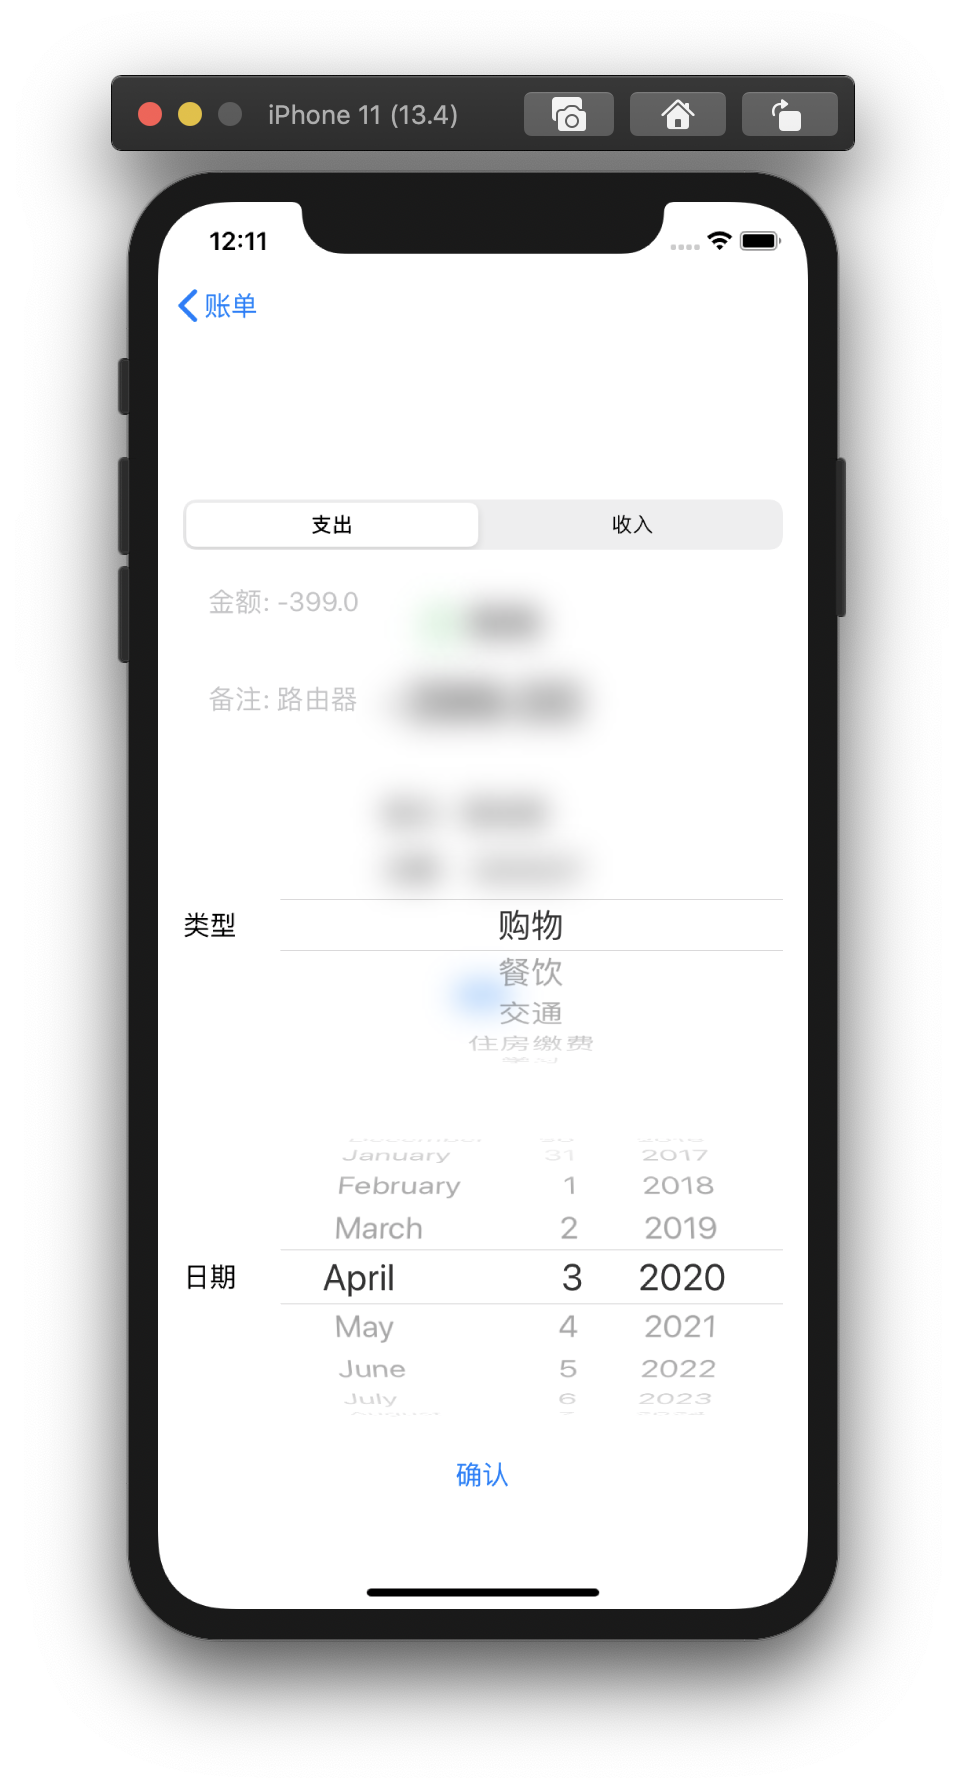 iPhone 11 (13.4)
12:11
账单
支出 收入
金额: -399.0
备注: 路由器
类型 购物
餐饮
交通
住房缴费
January 31 2017
February 1 2018
March 2 2019
日期 April 3 2020
May 4 2021
June 5 2022
July 6 2023
August 7 2024
确认